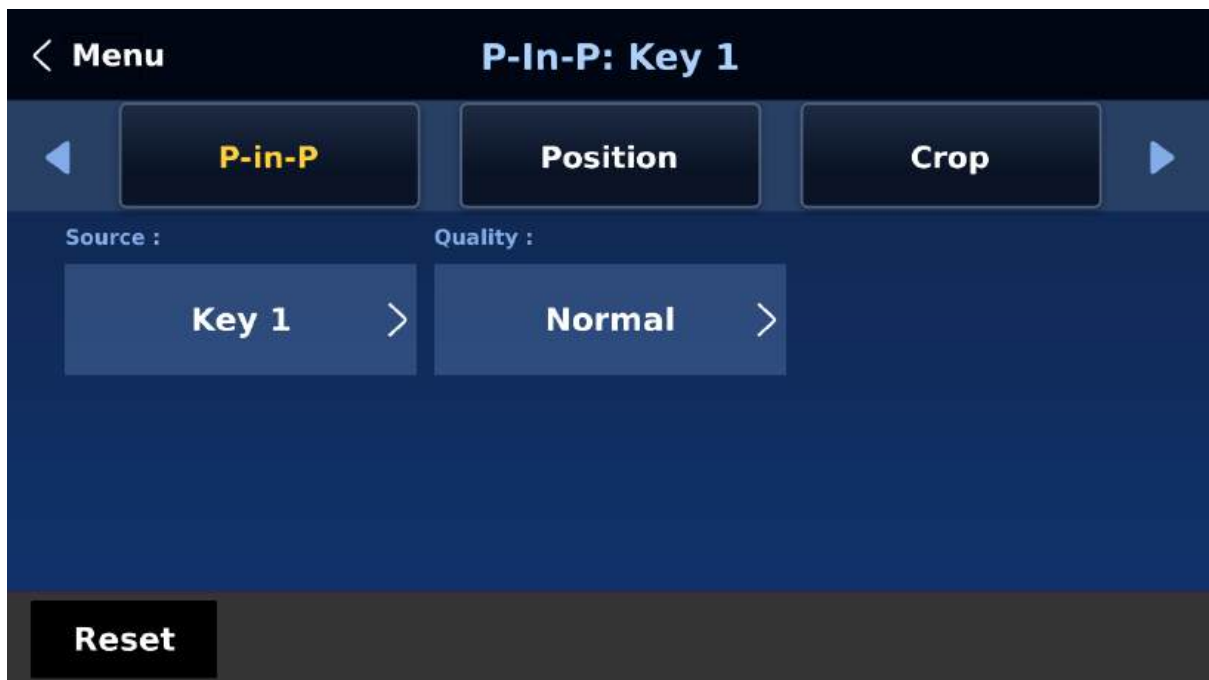 Menu
P-In-P: Key 1
P-in-P
Position
Crop
Source :
Quality :
Key 1
Normal
Reset